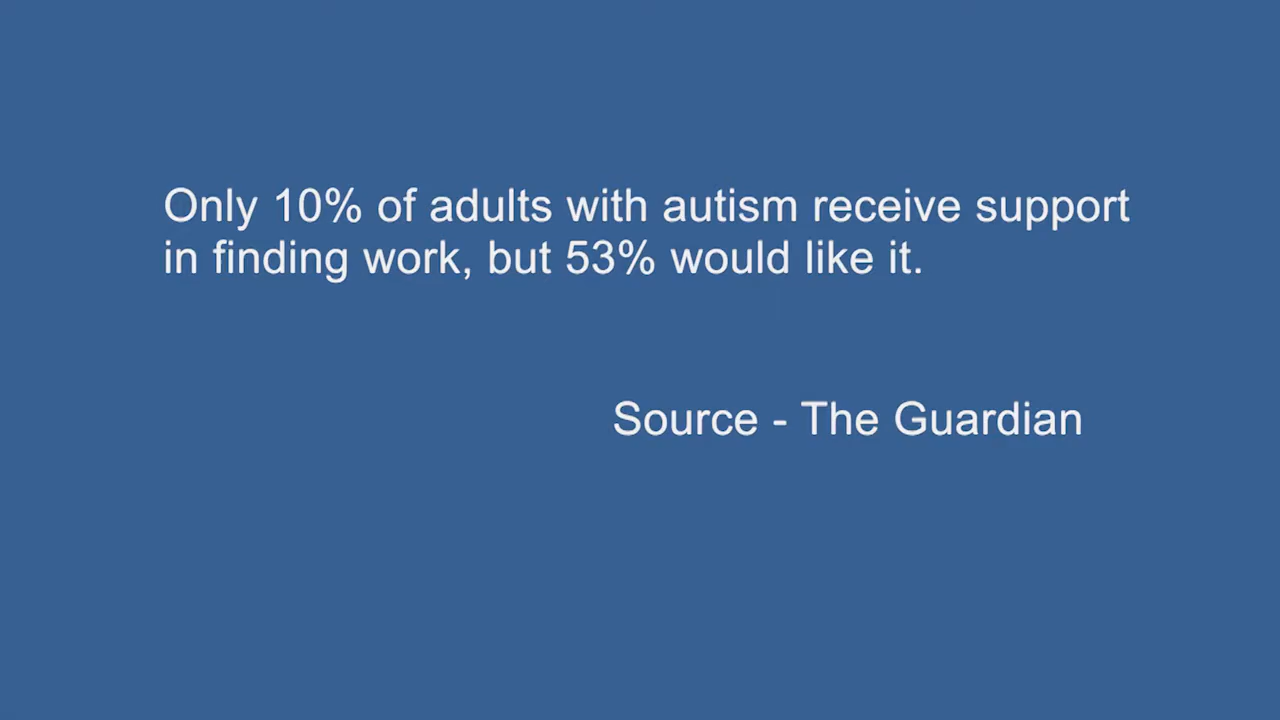 Only 10% of adults with autism receive support
in finding work, but 53% would like it.
Source - The Guardian